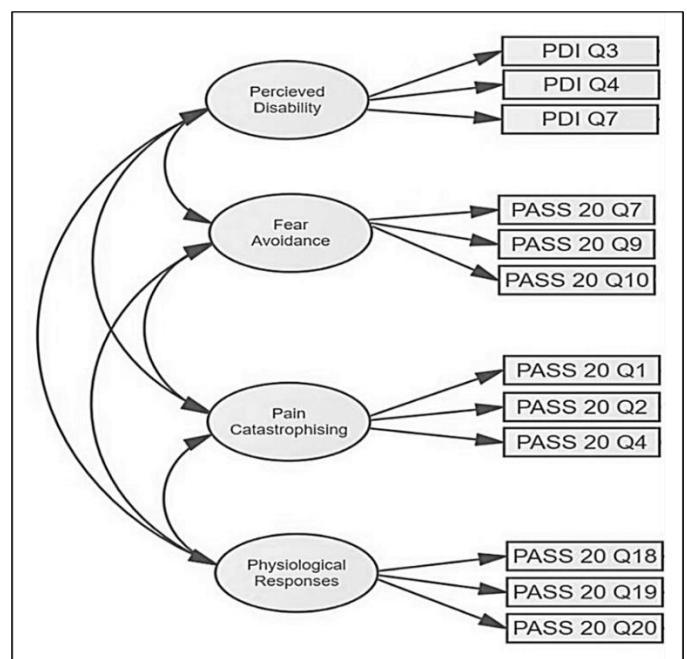 Percieved
Disability
PDI Q3
PDI Q4
PDI Q7
Fear
Avoidance
PASS 20 Q7
PASS 20 Q9
PASS 20 Q10
Pain
Catastrophising
PASS 20 Q1
PASS 20 Q2
PASS 20 Q4
Physiological
Responses
PASS 20 Q18
PASS 20 Q19
PASS 20 Q20